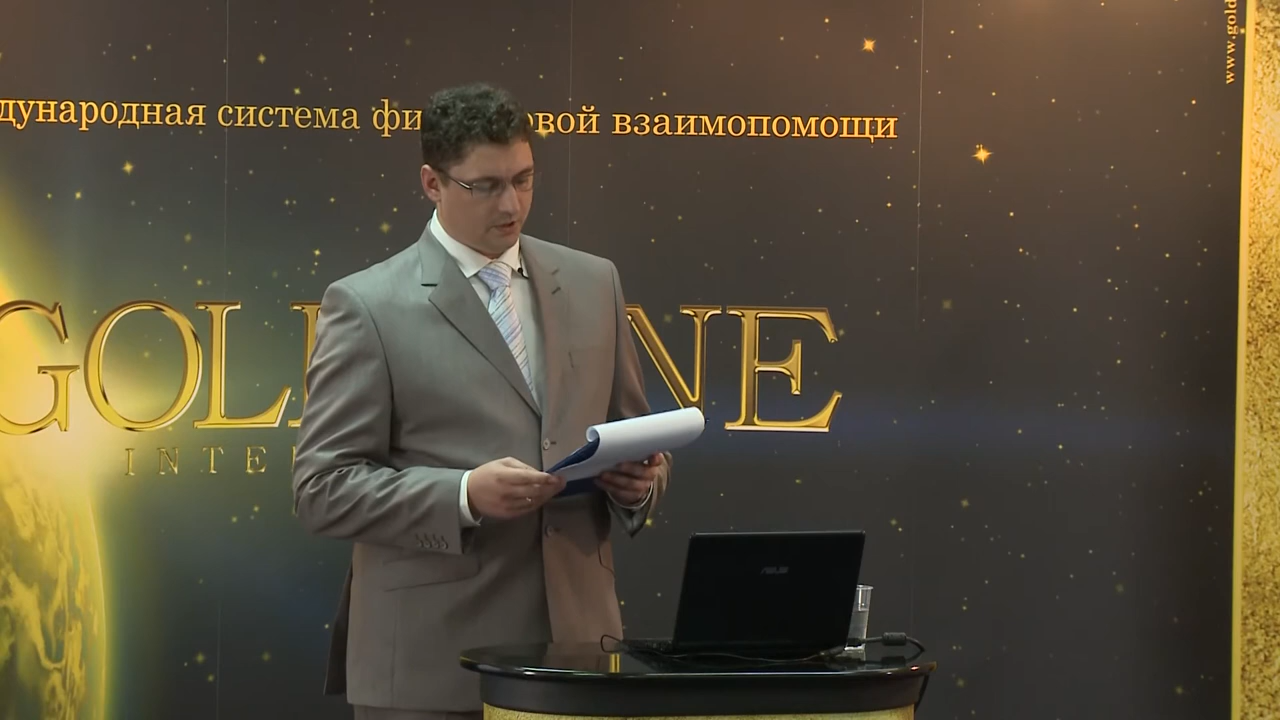 дународная система фи овой взаимопомощи
www.gold
GOL NE
INTE
ASUS